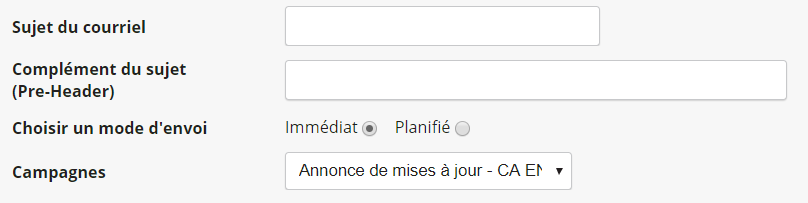 Sujet du courriel
Complément du sujet
(Pre-Header)
Choisir un mode d'envoi Immédiat Planifié
Campagnes Annonce de mises à jour - CA EN